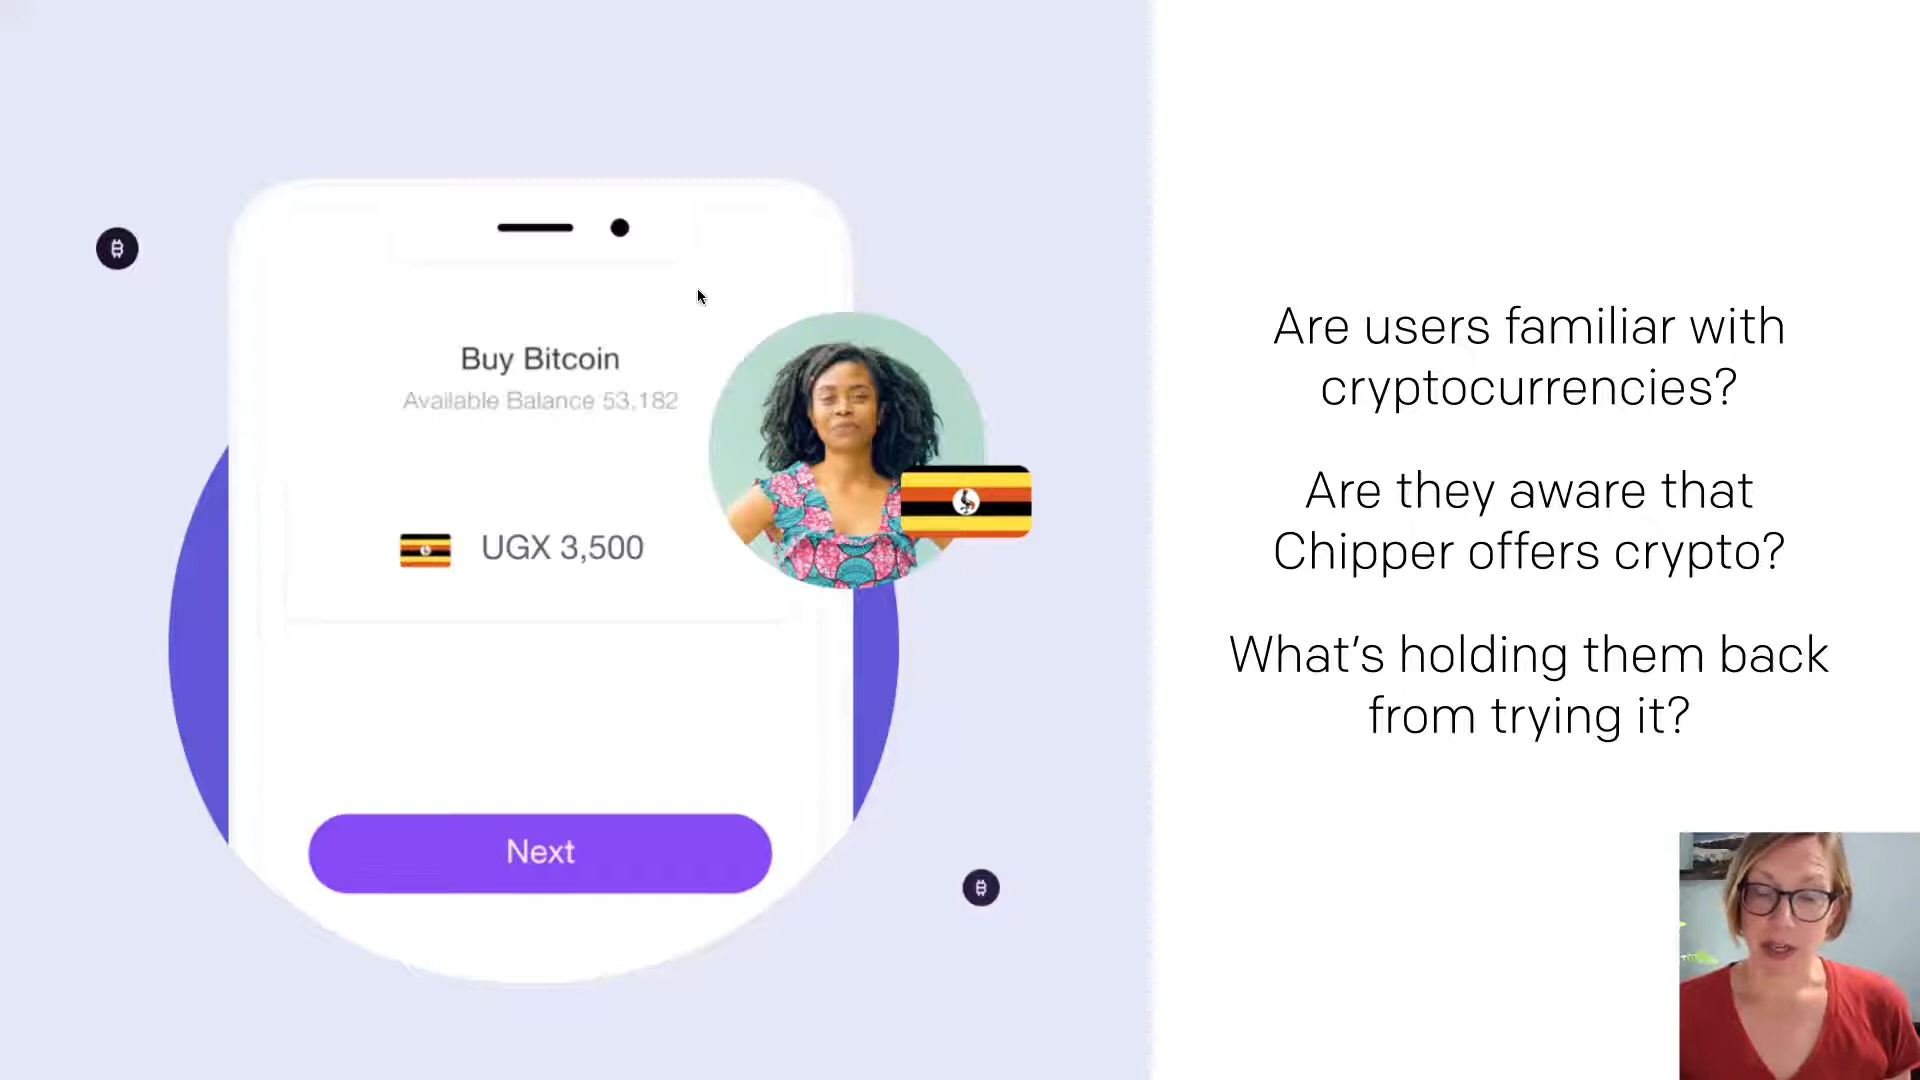 Buy Bitcoin
Available Balance 53,182
UGX 3,500
Next
Are users familiar with
cryptocurrencies?
Are they aware that
Chipper offers crypto?
What's holding them back
from trying it?